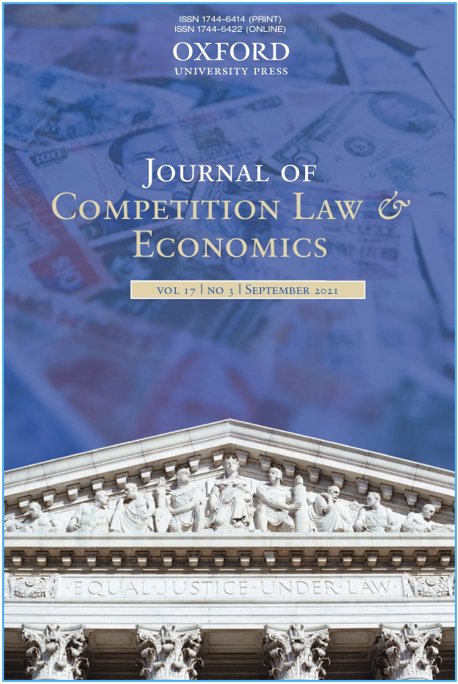 ISSN 1744-6414 (PRINT)
ISSN 1744-6422 (ONLINE)
OXFORD
UNIVERSITY PRESS
JOURNAL OF
COMPETITION LAW &
ECONOMICS
VOL 17 | NO 3 | SEPTEMBER 2021
100
EQUAL·JUSTICE·UNDER·LAW